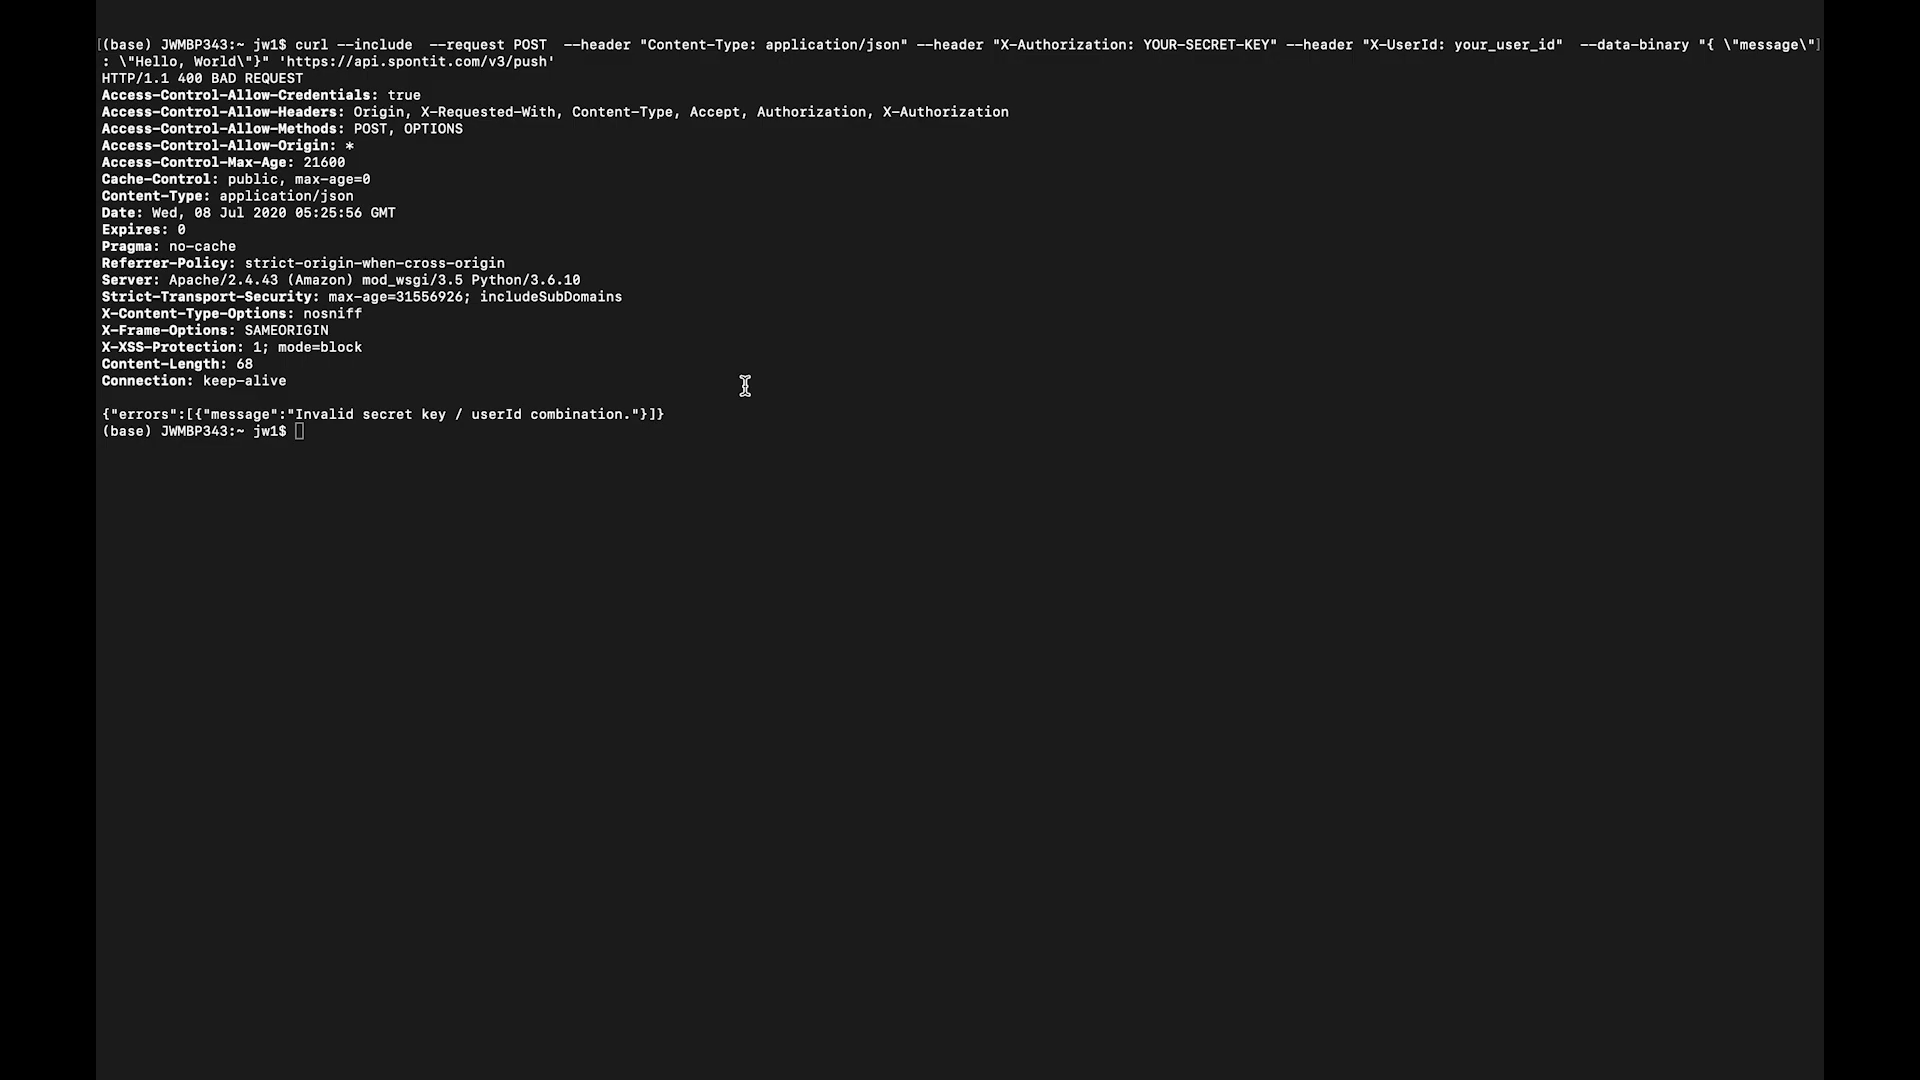 [(base) JWMBP343:~ jw1$ curl --include  --request POST  --header "Content-Type: application/json" --header "X-Authorization: YOUR-SECRET-KEY" --header "X-UserId: your_user_id"  --data-binary "{ \"message\"]
: \"Hello, World\"}" 'https://api.spontit.com/v3/push'
HTTP/1.1 400 BAD REQUEST
Access-Control-Allow-Credentials: true
Access-Control-Allow-Headers: Origin, X-Requested-With, Content-Type, Accept, Authorization, X-Authorization
Access-Control-Allow-Methods: POST, OPTIONS
Access-Control-Allow-Origin: *
Access-Control-Max-Age: 21600
Cache-Control: public, max-age=0
Content-Type: application/json
Date: Wed, 08 Jul 2020 05:25:56 GMT
Expires: 0
Pragma: no-cache
Referrer-Policy: strict-origin-when-cross-origin
Server: Apache/2.4.43 (Amazon) mod_wsgi/3.5 Python/3.6.10
Strict-Transport-Security: max-age=31556926; includeSubDomains
X-Content-Type-Options: nosniff
X-Frame-Options: SAMEORIGIN
X-XSS-Protection: 1; mode=block
Content-Length: 68
Connection: keep-alive

{"errors":[{"message":"Invalid secret key / userId combination."}]}
(base) JWMBP343:~ jw1$